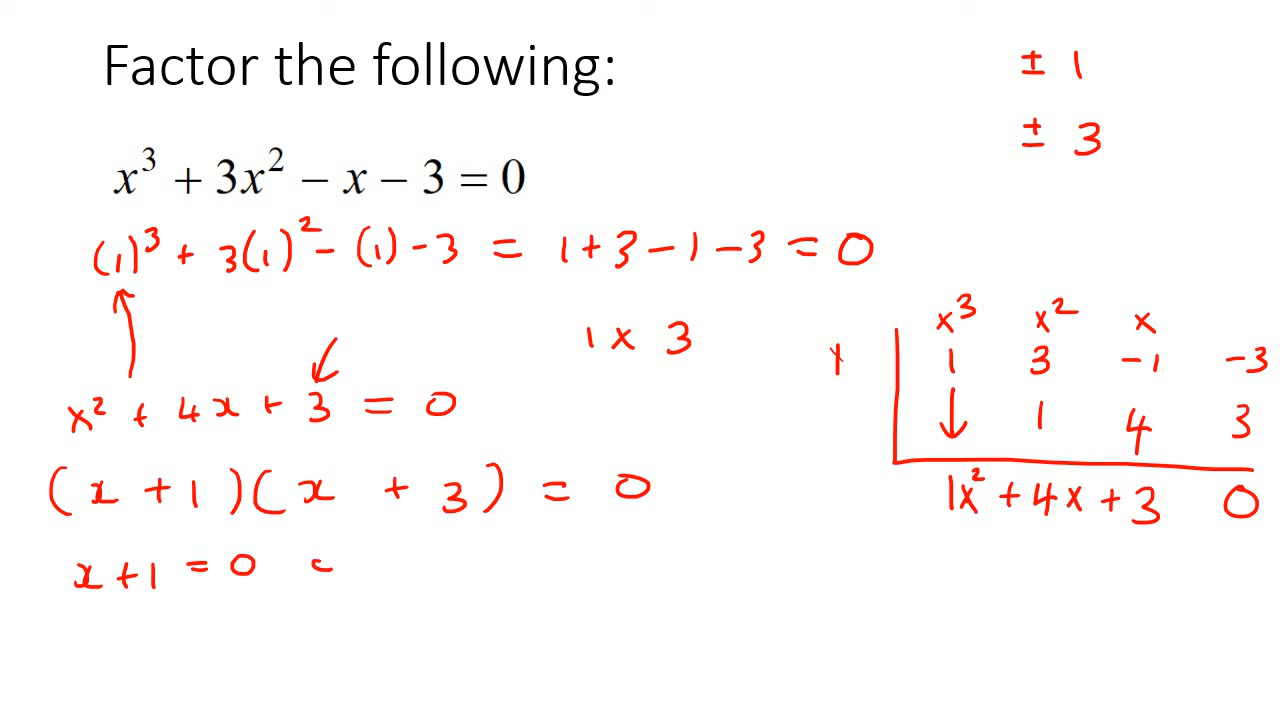 Factor the following:
± 1
± 3
x³ + 3x² − x − 3 = 0
(1)³ + 3(1)² − (1) − 3 = 1 + 3 − 1 − 3 = 0
1 x 3
x² + 4x + 3 = 0
(x + 1)(x + 3) = 0
x + 1 = 0
x³ x² x
1 3 −1 −3
1 4 3
1x² + 4x + 3 0